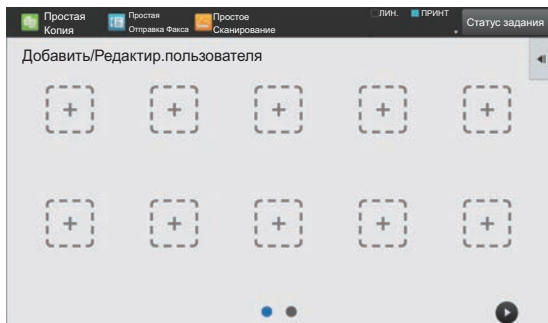 Простая
Копия
Простая
Отправка Факса
Простое
Сканирование
ЛИН.
ПРИНТ
Статус задания
Добавить/Редактир.пользователя